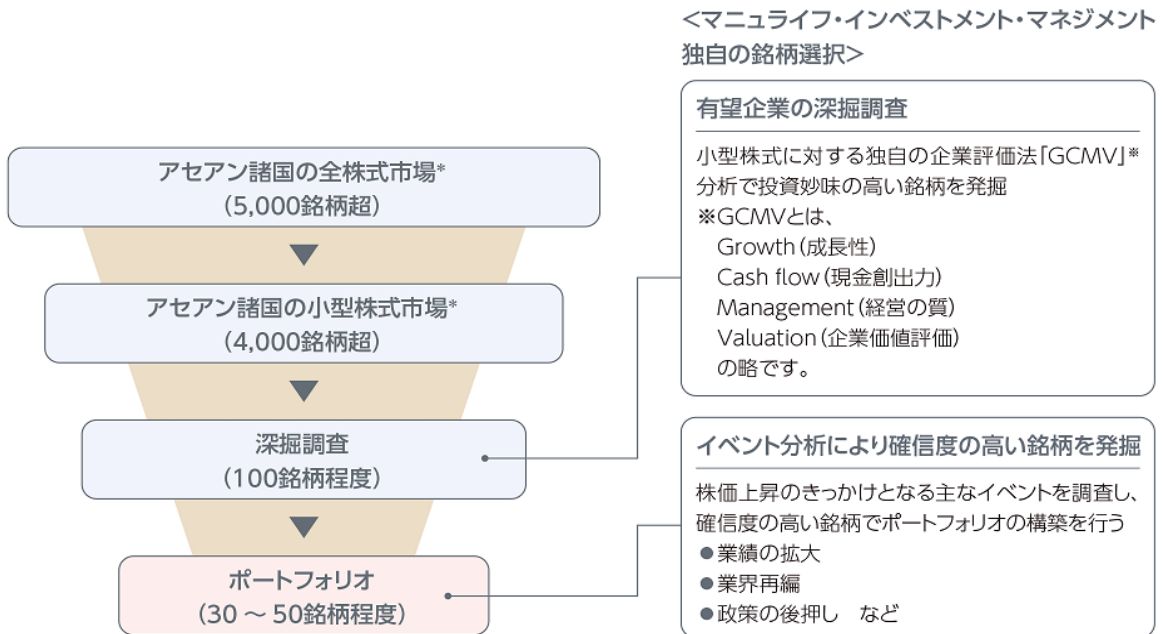 <マニュライフ・インベストメント・マネジメント
独自の銘柄選択>
アセアン諸国の全株式市場*
(5,000銘柄超)
アセアン諸国の小型株式市場*
(4,000銘柄超)
深掘調査
(100銘柄程度)
ポートフォリオ
(30 ～ 50銘柄程度)
有望企業の深掘調査
小型株式に対する独自の企業評価法「GCMV」※
分析で投資妙味の高い銘柄を発掘
※GCMVとは、
Growth(成長性)
Cash flow(現金創出力)
Management(経営の質)
Valuation(企業価値評価)
の略です。
イベント分析により確信度の高い銘柄を発掘
株価上昇のきっかけとなる主なイベントを調査し、
確信度の高い銘柄でポートフォリオの構築を行う
●業績の拡大
●業界再編
●政策の後押し　など